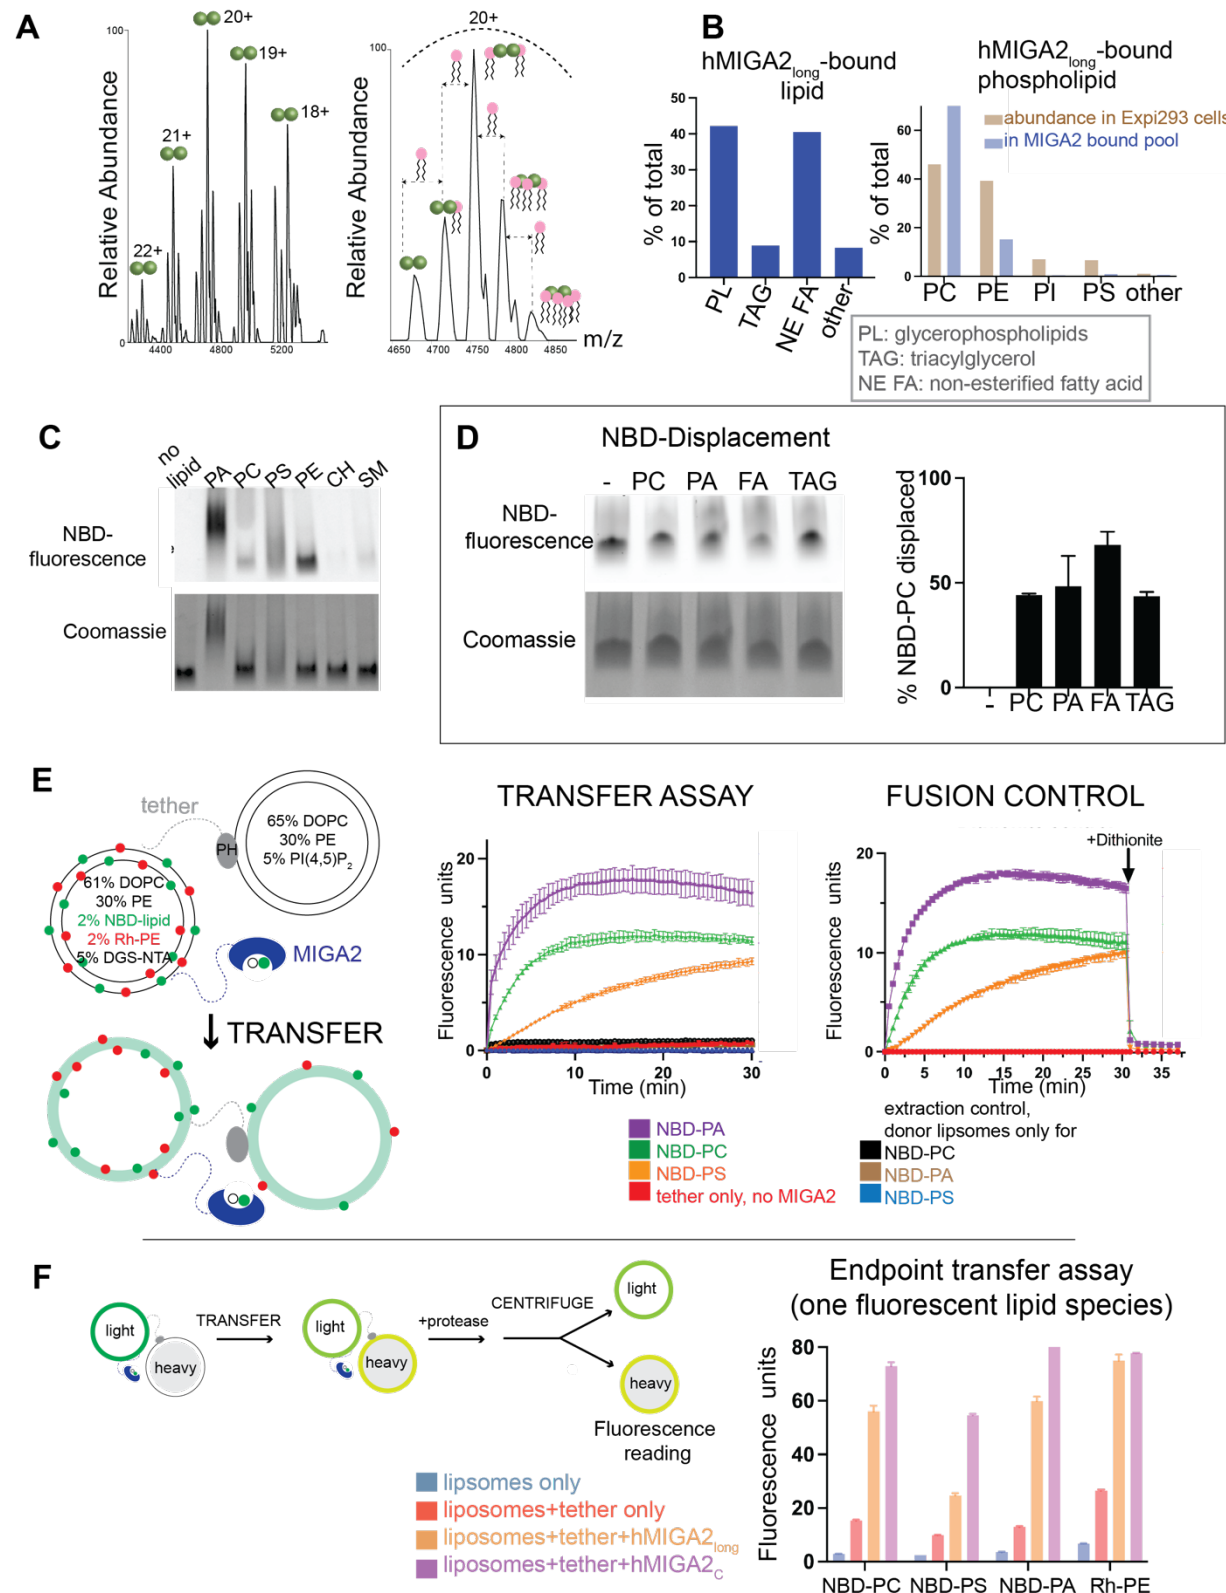 A
100
Relative Abundance
0
22+
21+
20+
19+
18+
4400
4800
5200
20+
100
Relative Abundance
0
4650
4700
4750
4800
4850
m/z
B
hMIGA2long-bound
lipid
% of total
50
40
30
20
10
0
PL
TAG
NE FA
other
hMIGA2long-bound
phospholipid
abundance in Expi293 cells
in MIGA2 bound pool
% of total
60
40
20
0
PC
PE
PI
PS
other
PL: glycerophospholipids
TAG: triacylglycerol
NE FA: non-esterified fatty acid
C
no
lipid
PA
PC
PS
PE
CH
SM
NBD-
fluorescence
Coomassie
D
NBD-Displacement
- PC PA FA TAG
NBD-
fluorescence
Coomassie
% NBD-PC displaced
100
50
0
- PC PA FA TAG
E
tether
PH
65% DOPC
30% PE
5% PI(4,5)P2
61% DOPC
30% PE
2% NBD-lipid
2% Rh-PE
5% DGS-NTA
MIGA2
TRANSFER
TRANSFER ASSAY
Fluorescence units
20
10
0
0
10
20
30
Time (min)
NBD-PA
NBD-PC
NBD-PS
tether only, no MIGA2
FUSION CONTROL
+Dithionite
Fluorescence units
20
10
0
0 5 10 15 20 25 30 35
Time (min)
extraction control,
donor lipsomes only for
NBD-PC
NBD-PA
NBD-PS
F
light
heavy
TRANSFER
light
heavy
+protease
CENTRIFUGE
light
heavy
Fluorescence
reading
lipsomes only
liposomes+tether only
liposomes+tether+hMIGA2long
liposomes+tether+hMIGA2C
Endpoint transfer assay
(one fluorescent lipid species)
Fluorescence units
80
60
40
20
0
NBD-PC
NBD-PS
NBD-PA
Rh-PE